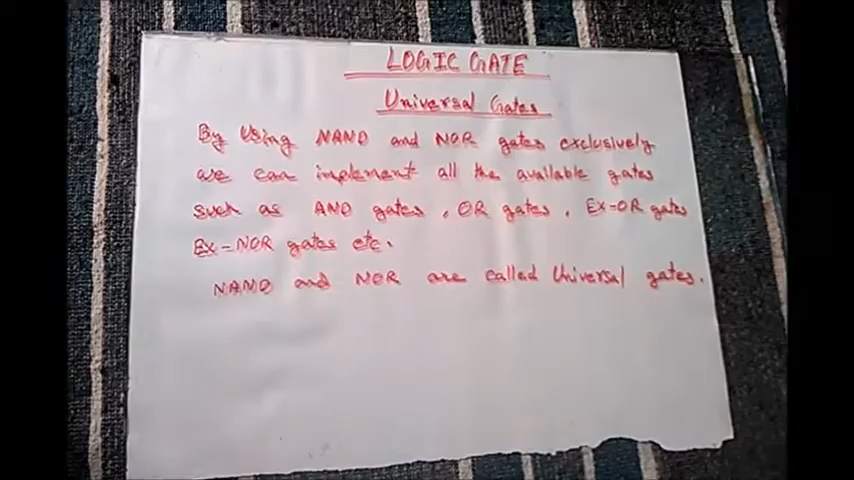 LOGIC GATE
Universal Gates
By Using NAND and NOR gates exclusively
we can implement all the available gates
such as AND gates, OR gates, EX-OR gates
EX-NOR gates etc.
NAND and NOR are called Universal gates.